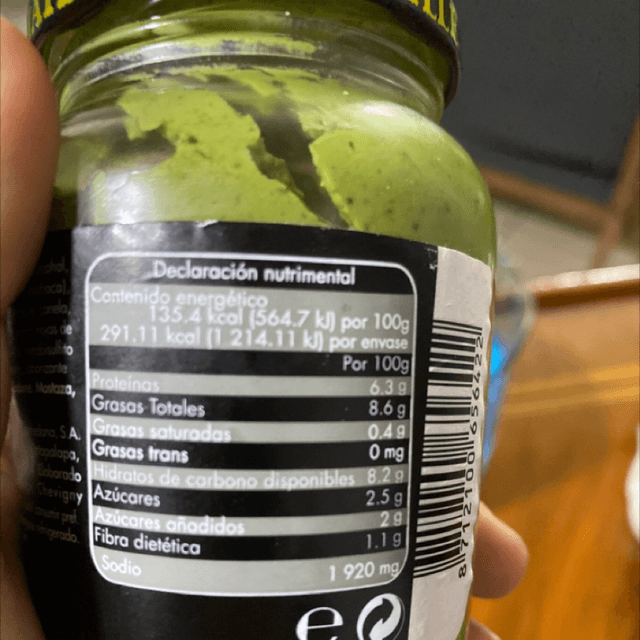 Declaración nutrimental
Contenido energético
135.4 kcal (564.7 kJ) por 100g
291.11 kcal (1 214.11 kJ) por envase
Por 100g
Proteínas 6.3 g
Grasas Totales 8.6 g
Grasas saturadas 0.4 g
Grasas trans 0 mg
Hidratos de carbono disponibles 8.2 g
Azúcares 2.5 g
Azúcares añadidos 2 g
Fibra dietética 1.1 g
Sodio 1 920 mg
Mostaza,
S.A.
Elaborado
e